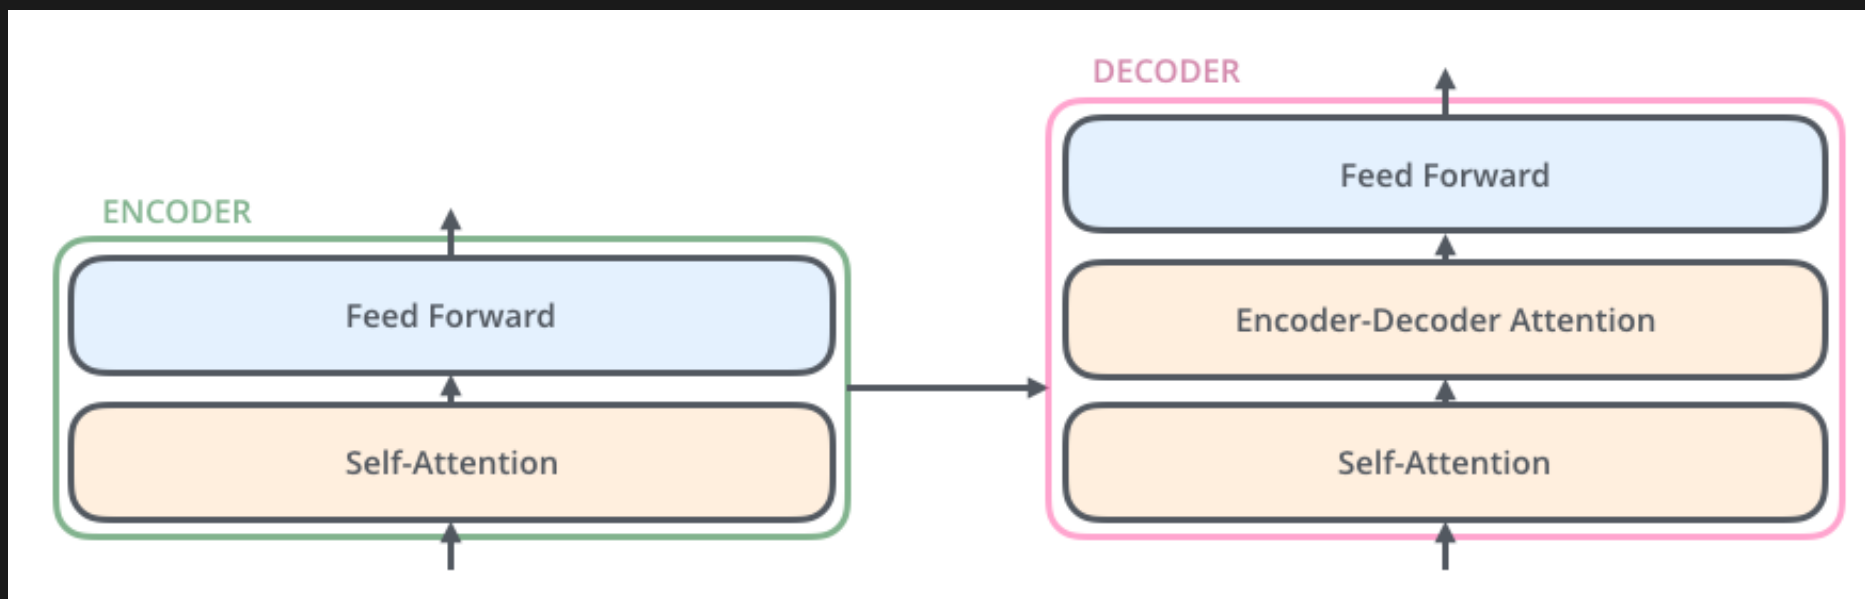 ENCODER
Feed Forward
Self-Attention
DECODER
Feed Forward
Encoder-Decoder Attention
Self-Attention